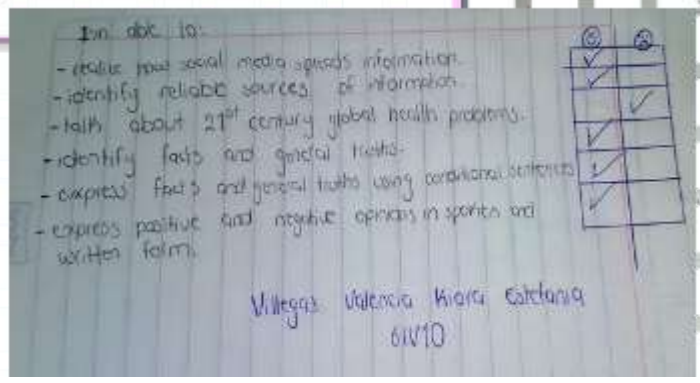 I'm able to:
- realize how social media spreads information.
- identify reliable sources of information.
- talk about 21st century global health problems.
- identify facts and general truths.
- express facts and general truths using conditional sentences
- express positive and negative opinions in spoken and
written form.
Villegas Valencia Kiara Estefania
6IV10